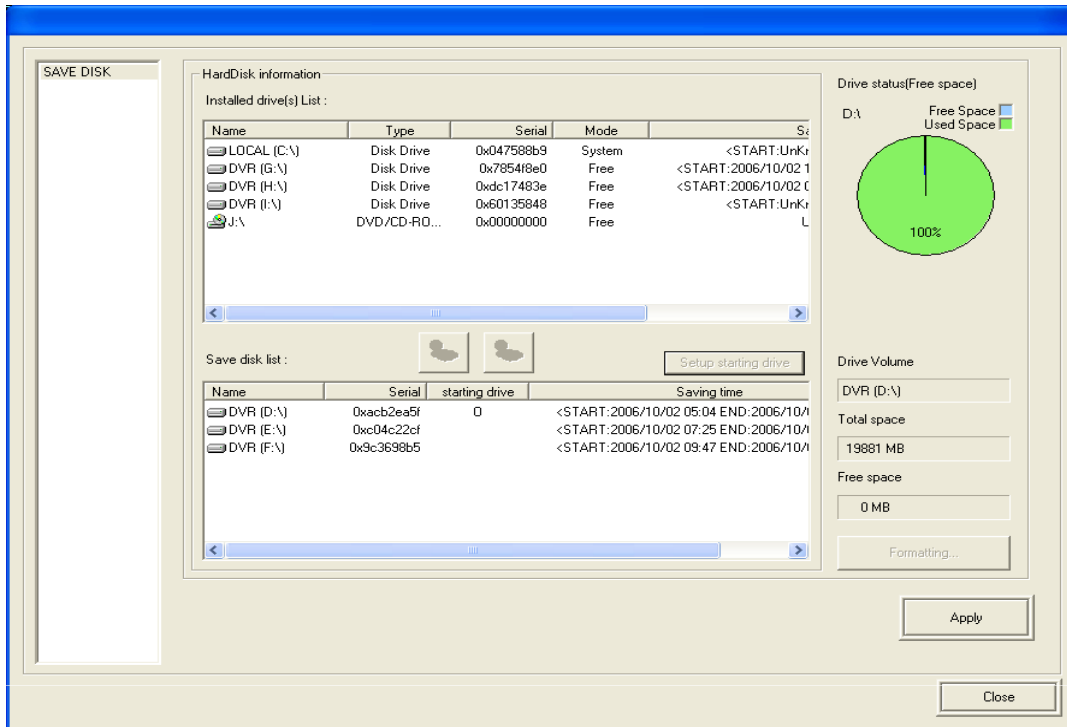 SAVE DISK
HardDisk information
Installed drive(s) List :
Name Type Serial Mode
LOCAL (C:\) Disk Drive 0x047588b9 System <START:UnKr
DVR (G:\) Disk Drive 0x7854f8e0 Free <START:2006/10/02 1
DVR (H:\) Disk Drive 0xdc17483e Free <START:2006/10/02 0
DVR (I:\) Disk Drive 0x60135848 Free <START:UnKr
J:\ DVD/CD-RO... 0x00000000 Free
Save disk list :
Setup starting drive
Name Serial starting drive Saving time
DVR (D:\) 0xacb2ea5f O <START:2006/10/02 05:04 END:2006/10/
DVR (E:\) 0xc04c22cf <START:2006/10/02 07:25 END:2006/10/
DVR (F:\) 0x9c3698b5 <START:2006/10/02 09:47 END:2006/10/
Drive status(Free space)
D:\
Free Space
Used Space
100%
Drive Volume
DVR (D:\)
Total space
19881 MB
Free space
0 MB
Formatting...
Apply
Close